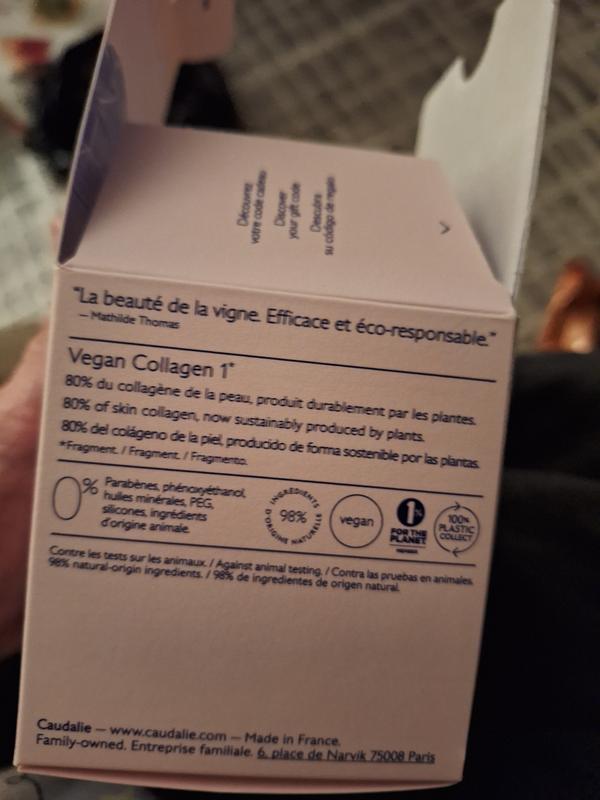 Découvrez
votre code cadeau
Discover
your gift code
Descubra
su código de regalo
"La beauté de la vigne. Efficace et éco-responsable."
— Mathilde Thomas
Vegan Collagen 1*
80% du collagène de la peau, produit durablement par les plantes.
80% of skin collagen, now sustainably produced by plants.
80% del colágeno de la piel, producido de forma sostenible por las plantas.
*Fragment. / Fragment. / Fragmento.
0% Parabènes, phénoxyéthanol,
huiles minérales, PEG,
silicones, ingrédients
d'origine animale.
INGRÉDIENTS
98%
D'ORIGINE NATURELLE
vegan
1%
FOR THE
PLANET
MEMBER
100%
PLASTIC
COLLECT
Contre les tests sur les animaux. / Against animal testing. / Contra las pruebas en animales.
98% natural-origin ingredients. / 98% de ingredientes de origen natural.
Caudalie — www.caudalie.com — Made in France.
Family-owned. Entreprise familiale. 6, place de Narvik 75008 Paris